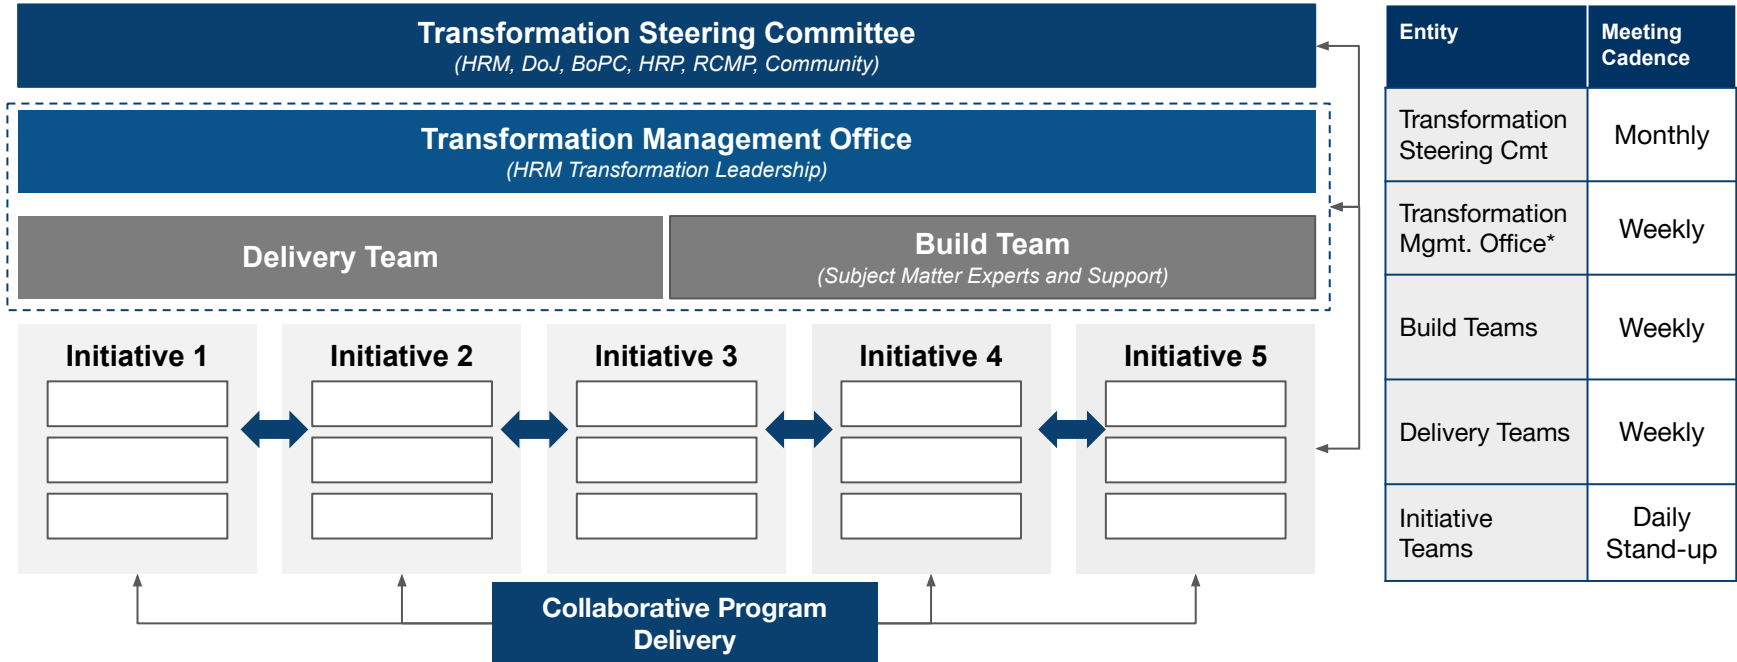 Transformation Steering Committee
(HRM, DoJ, BoPC, HRP, RCMP, Community)
Transformation Management Office
(HRM Transformation Leadership)
Delivery Team
Build Team
(Subject Matter Experts and Support)
Initiative 1
Initiative 2
Initiative 3
Initiative 4
Initiative 5
Collaborative Program
Delivery
Entity
Meeting
Cadence
Transformation
Steering Cmt
Monthly
Transformation
Mgmt. Office*
Weekly
Build Teams
Weekly
Delivery Teams
Weekly
Initiative
Teams
Daily
Stand-up